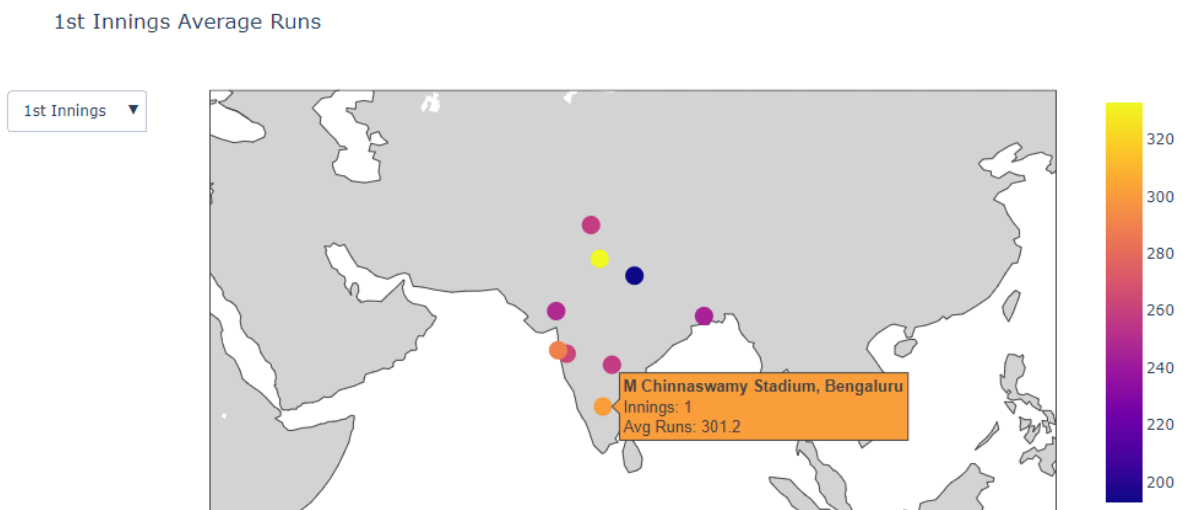 1st Innings Average Runs
1st Innings ▼
320
300
280
260
240
220
200
M Chinnaswamy Stadium, Bengaluru
Innings: 1
Avg Runs: 301.2